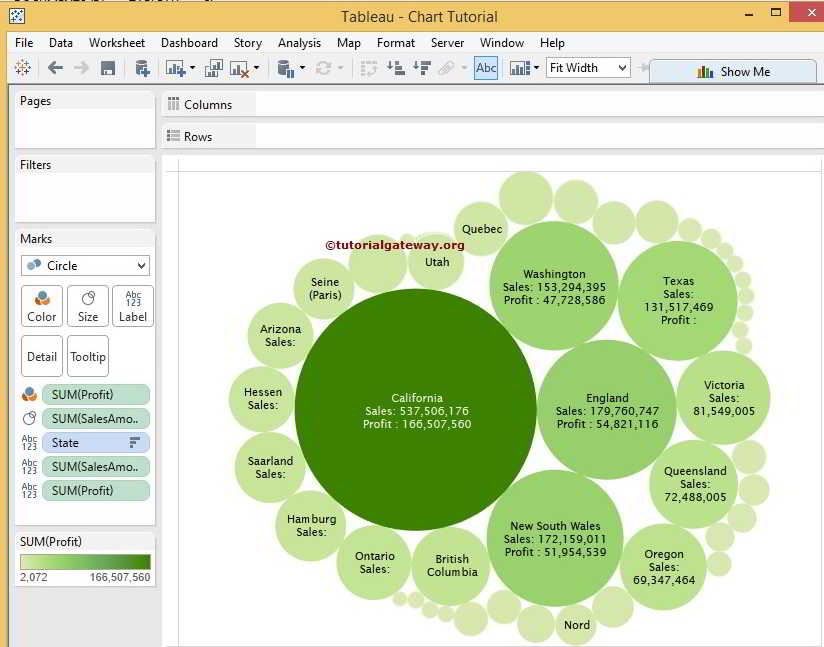 Tableau - Chart Tutorial
File Data Worksheet Dashboard Story Analysis Map Format Server Window Help
Abc Fit Width Show Me
Pages
Columns
Rows
Filters
Marks
Circle
Color Size Abc 123 Label
Detail Tooltip
SUM(Profit)
SUM(SalesAmo..
Abc 123 State
Abc 123 SUM(SalesAmo..
Abc 123 SUM(Profit)
SUM(Profit)
2,072 166,507,560
©tutorialgateway.org
Quebec
Utah
Seine
(Paris)
Arizona
Sales:
Hessen
Sales:
Saarland
Sales:
Hamburg
Sales:
Ontario
Sales:
British
Columbia
California
Sales: 537,506,176
Profit : 166,507,560
Washington
Sales: 153,294,395
Profit : 47,728,586
Texas
Sales:
131,517,469
Profit :
England
Sales: 179,760,747
Profit : 54,821,116
Victoria
Sales:
81,549,005
Queensland
Sales:
72,488,005
New South Wales
Sales: 172,159,011
Profit : 51,954,539
Oregon
Sales:
69,347,464
Nord